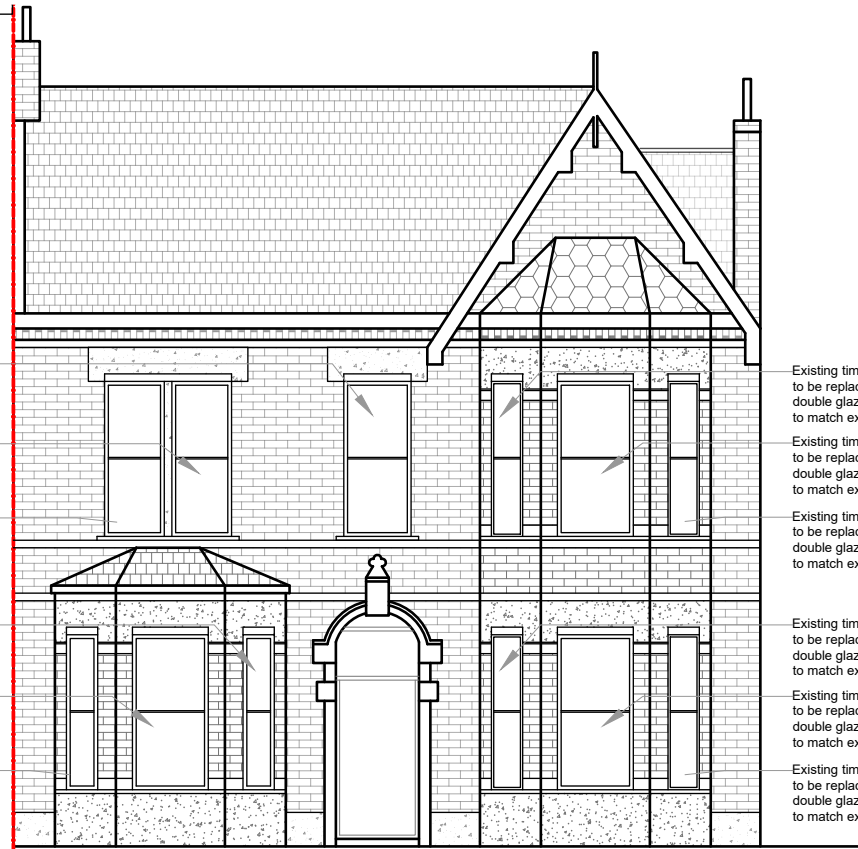 Existing tim
to be replac
double glaz
to match ex
Existing tim
to be replac
double glaz
to match ex
Existing tim
to be replac
double glaz
to match ex
Existing tim
to be replac
double glaz
to match ex
Existing tim
to be replac
double glaz
to match ex
Existing tim
to be replac
double glaz
to match ex